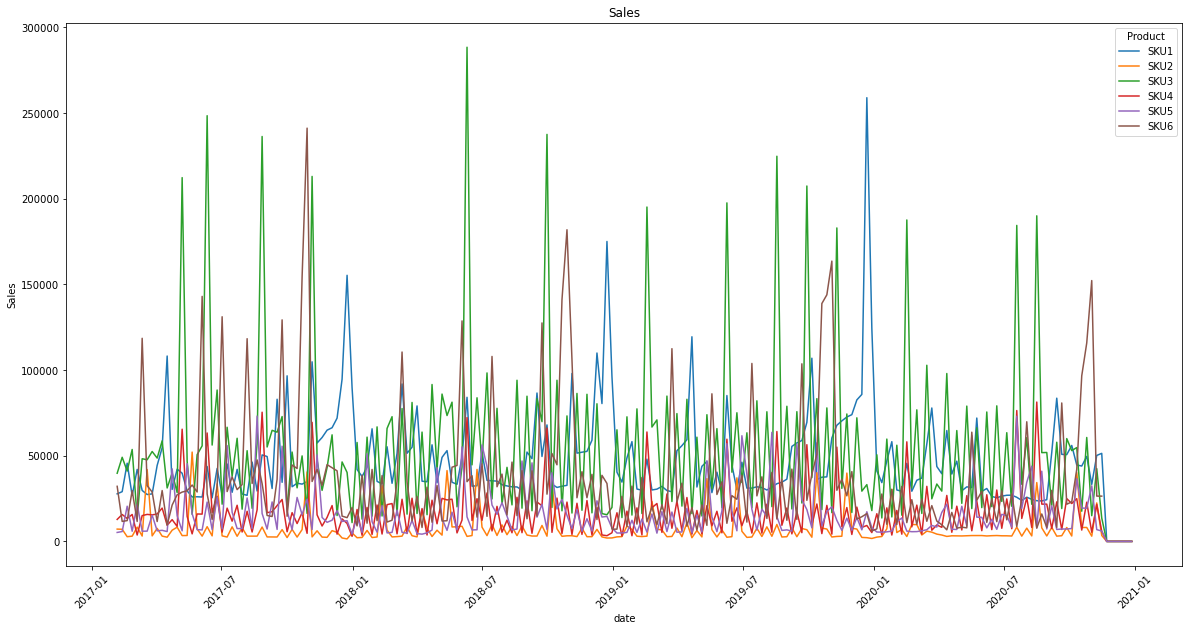 Sales
300000
250000
200000
150000
100000
50000
0
Sales
Product
SKU1
SKU2
SKU3
SKU4
SKU5
SKU6
2017-01
2017-07
2018-01
2018-07
2019-01
2019-07
2020-01
2020-07
2021-01
date